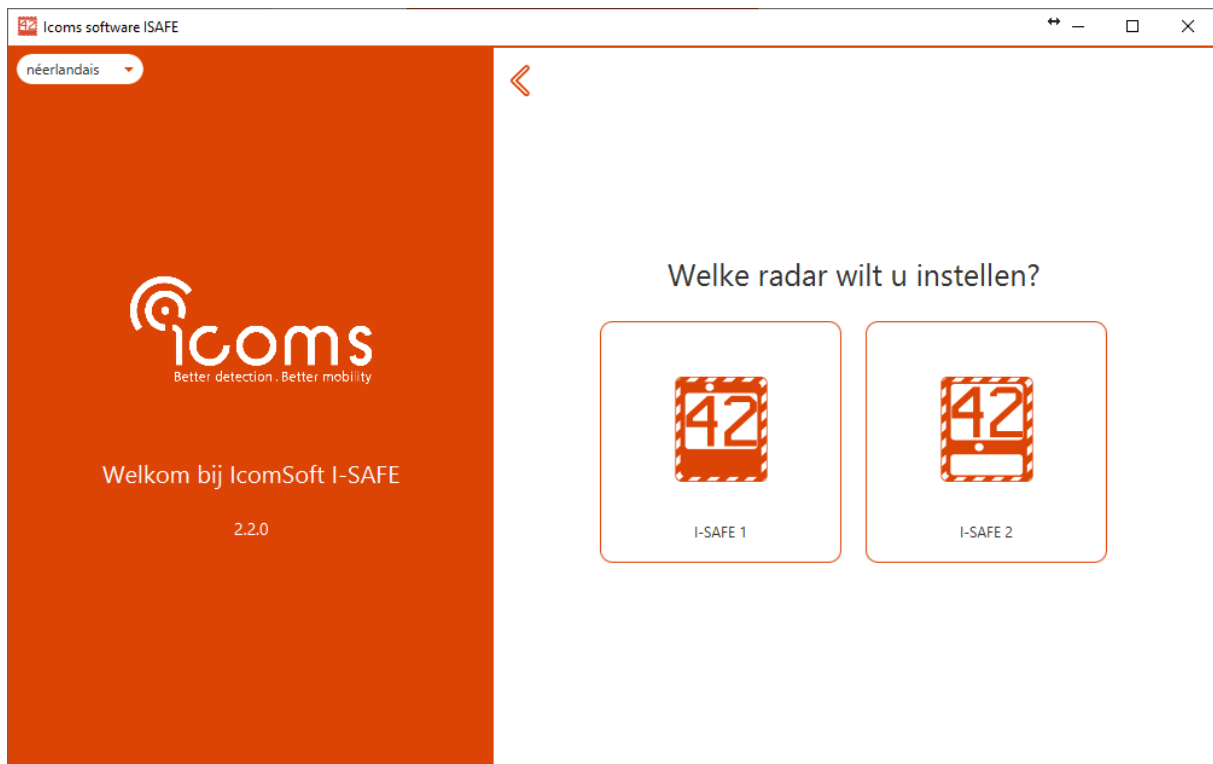 Icoms software ISAFE
néerlandais
icoms
Better detection. Better mobility
Welkom bij IcomSoft I-SAFE
2.2.0
Welke radar wilt u instellen?
42
42
I-SAFE 1
I-SAFE 2